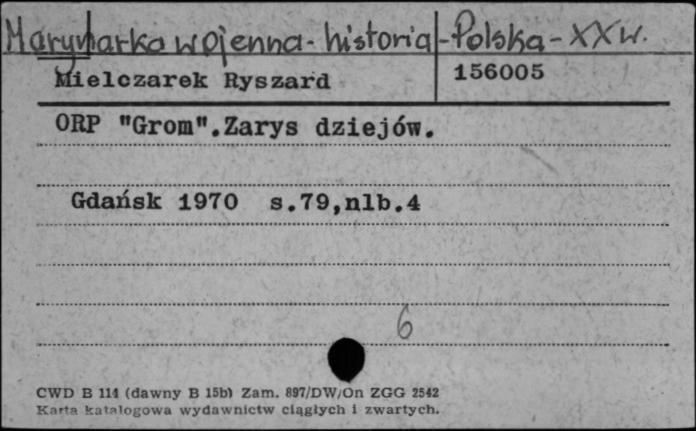 Marynarka wojenna - historia - Polska - XX w.
Mielczarek Ryszard 156005
ORP "Grom".Zarys dziejów.
Gdańsk 1970 s.79,nlb.4
6
CWD B 114 (dawny B 15b) Zam. 897/DW/On ZGG 2542
Karta katalogowa wydawnictw ciągłych i zwartych.